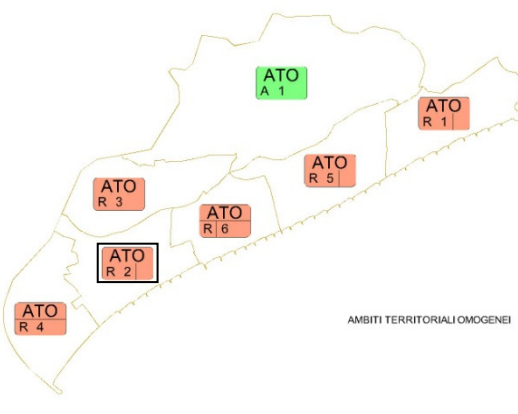 ATO
A 1
ATO
R 1
ATO
R 5
ATO
R 3
ATO
R 6
ATO
R 2
ATO
R 4
AMBITI TERRITORIALI OMOGENEI